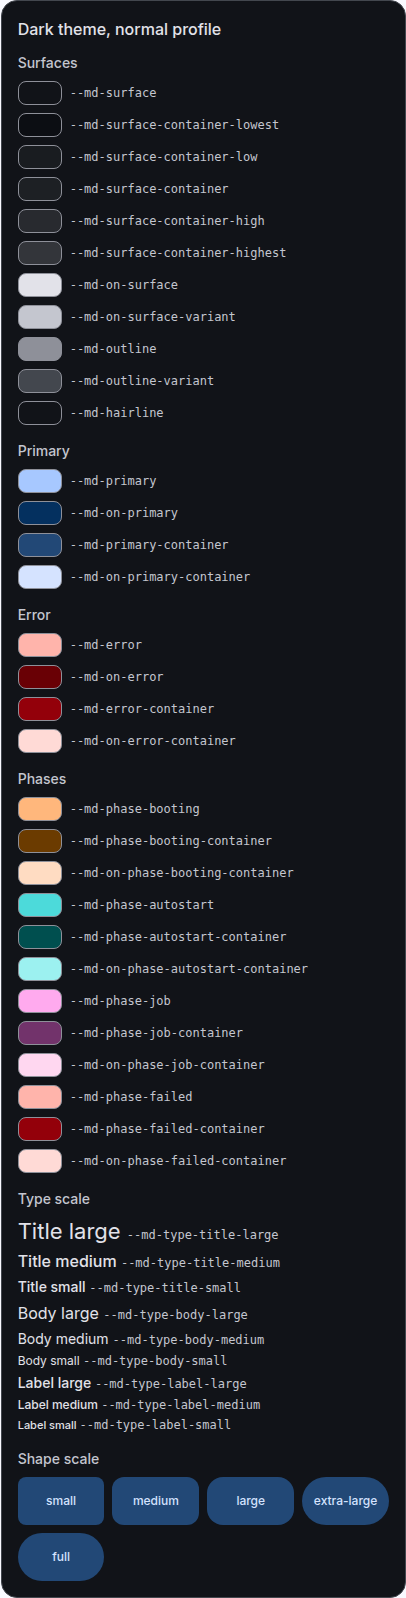 Dark theme, normal profile
Surfaces
--md-surface
--md-surface-container-lowest
--md-surface-container-low
--md-surface-container
--md-surface-container-high
--md-surface-container-highest
--md-on-surface
--md-on-surface-variant
--md-outline
--md-outline-variant
--md-hairline
Primary
--md-primary
--md-on-primary
--md-primary-container
--md-on-primary-container
Error
--md-error
--md-on-error
--md-error-container
--md-on-error-container
Phases
--md-phase-booting
--md-phase-booting-container
--md-on-phase-booting-container
--md-phase-autostart
--md-phase-autostart-container
--md-on-phase-autostart-container
--md-phase-job
--md-phase-job-container
--md-on-phase-job-container
--md-phase-failed
--md-phase-failed-container
--md-on-phase-failed-container
Type scale
Title large --md-type-title-large
Title medium --md-type-title-medium
Title small --md-type-title-small
Body large --md-type-body-large
Body medium --md-type-body-medium
Body small --md-type-body-small
Label large --md-type-label-large
Label medium --md-type-label-medium
Label small --md-type-label-small
Shape scale
small medium large extra-large
full